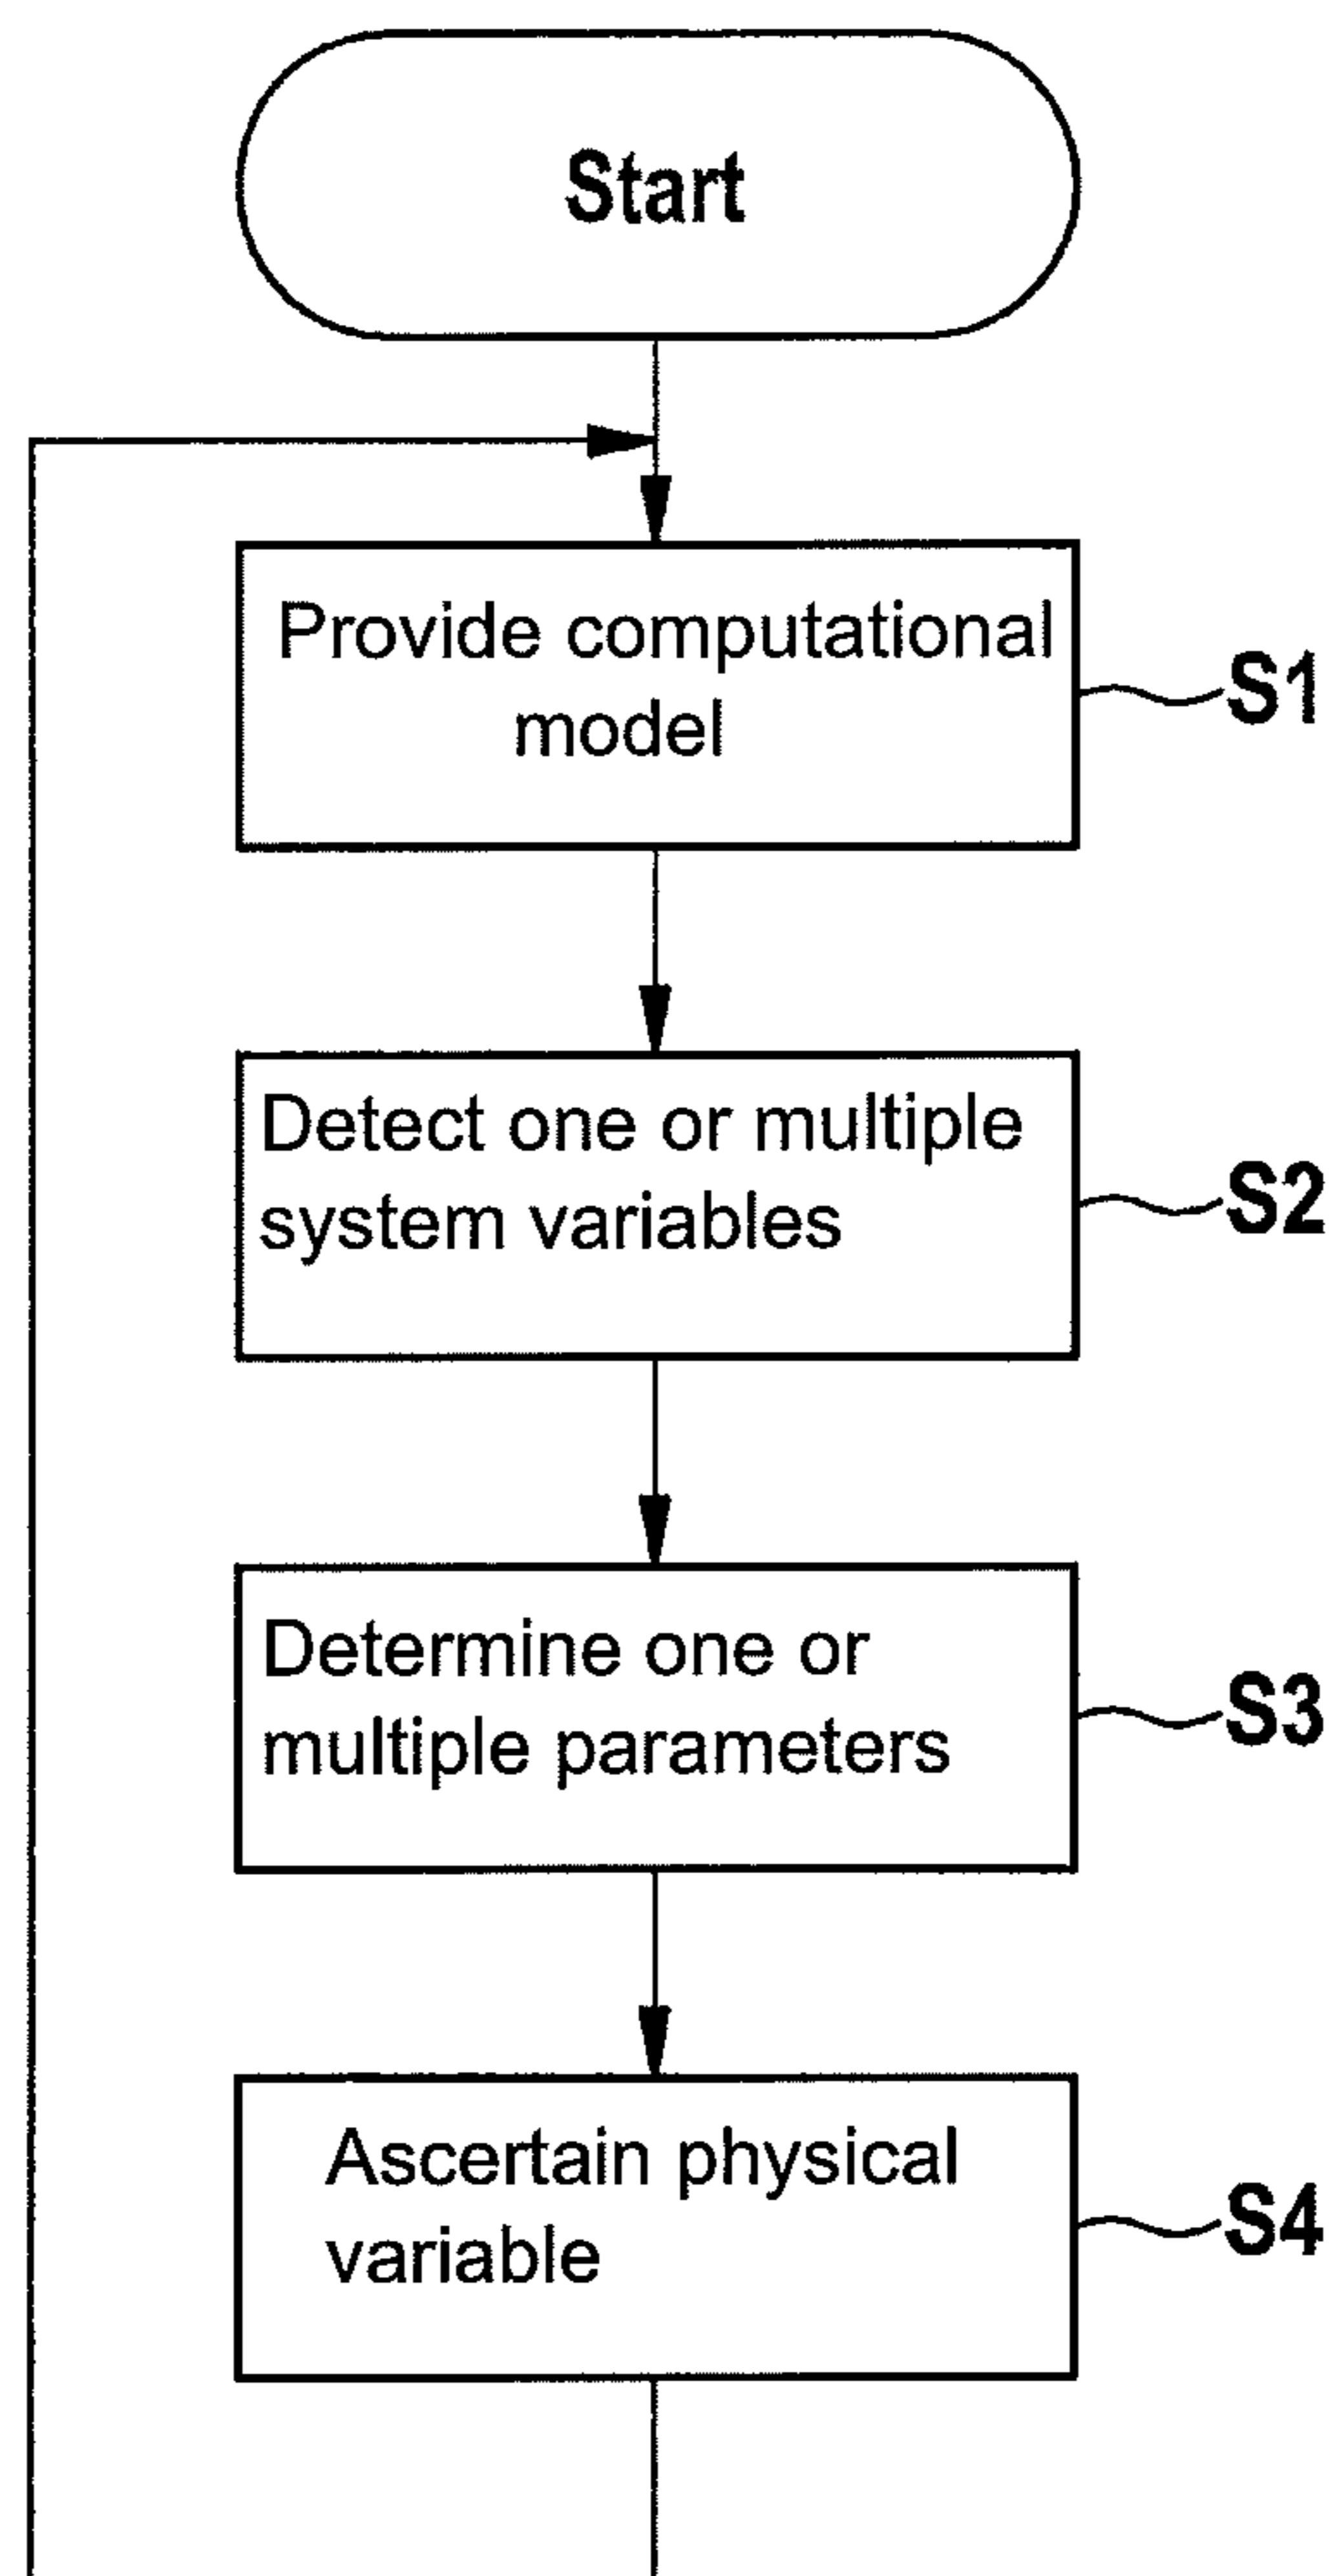 Start
Provide computational
model
S1
Detect one or multiple
system variables
S2
Determine one or
multiple parameters
S3
Ascertain physical
variable
S4